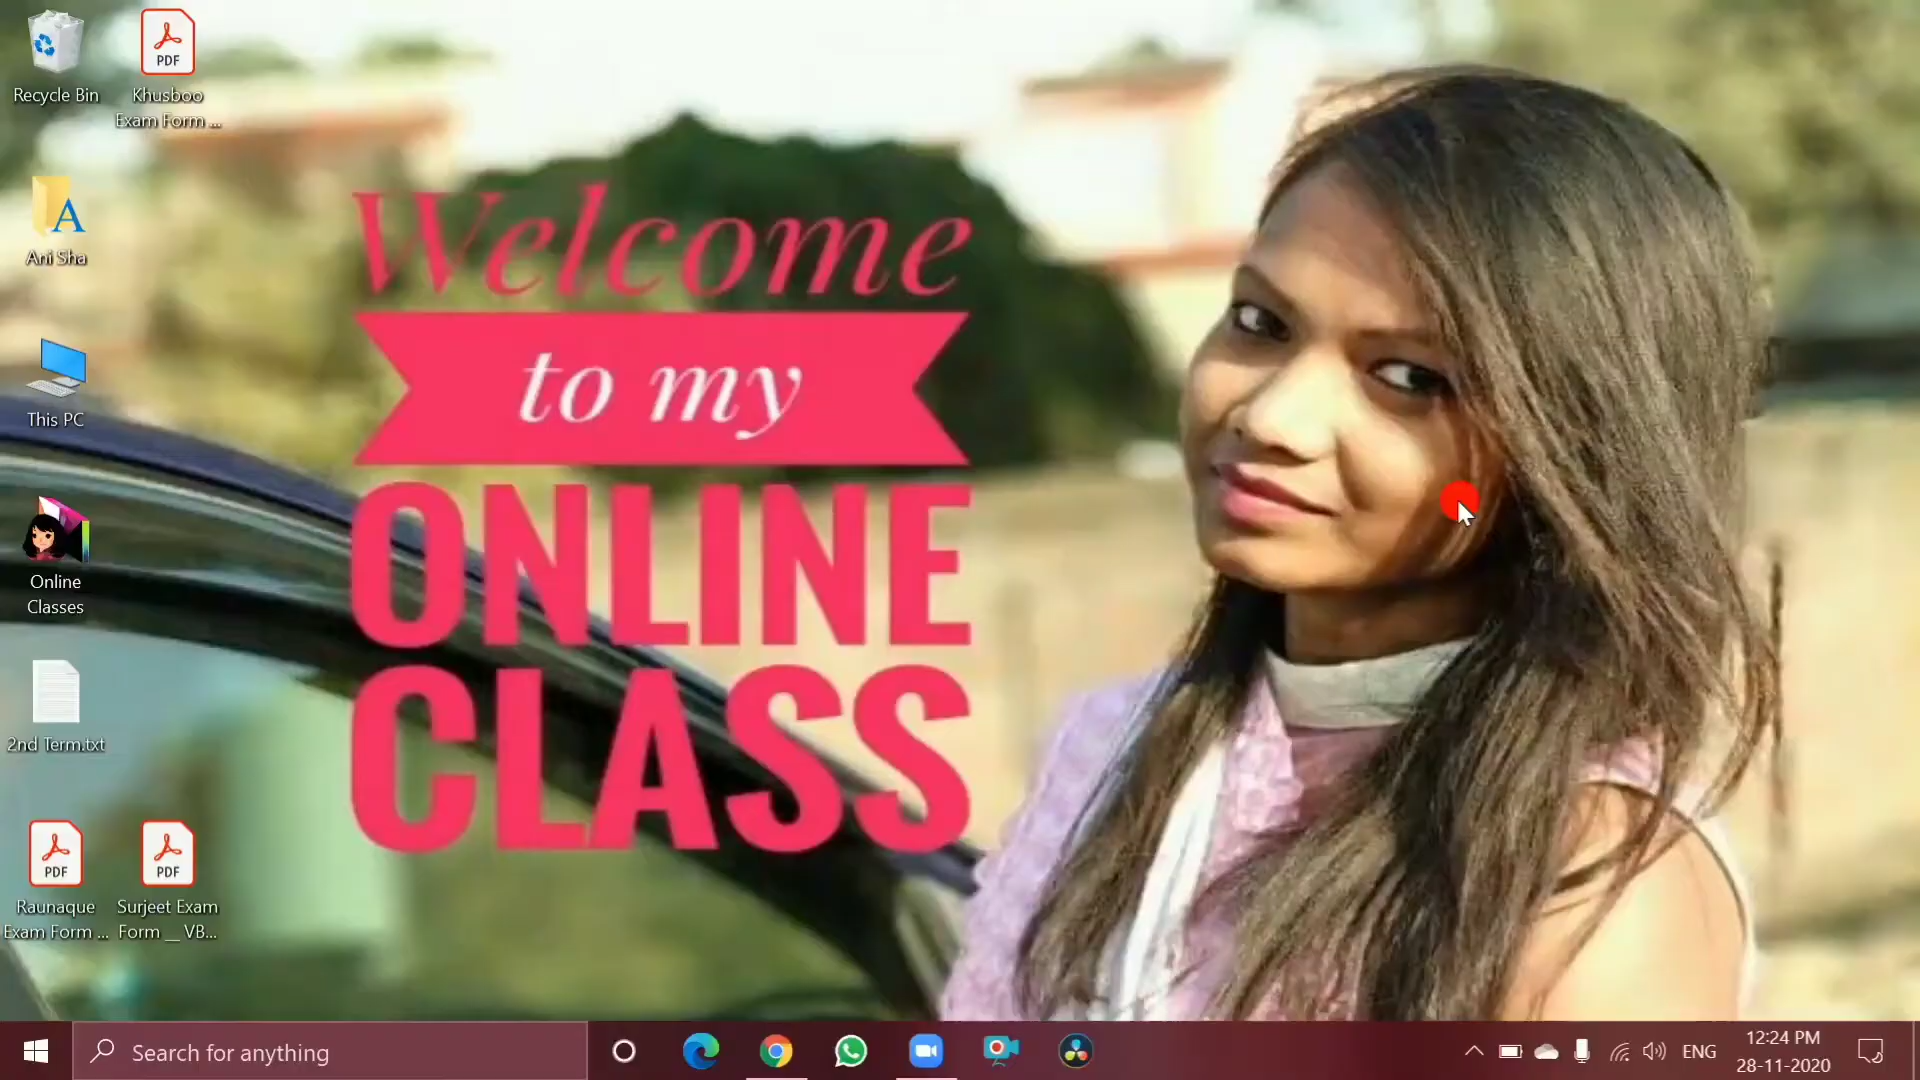 Recycle Bin
PDF
Khusboo
Exam Form ...
A
Ani Sha
This PC
Online
Classes
2nd Term.txt
PDF
Raunaque
Exam Form ...
PDF
Surjeet Exam
Form __ VB...
Welcome
to my
ONLINE
CLASS
Search for anything
ENG
12:24 PM
28-11-2020